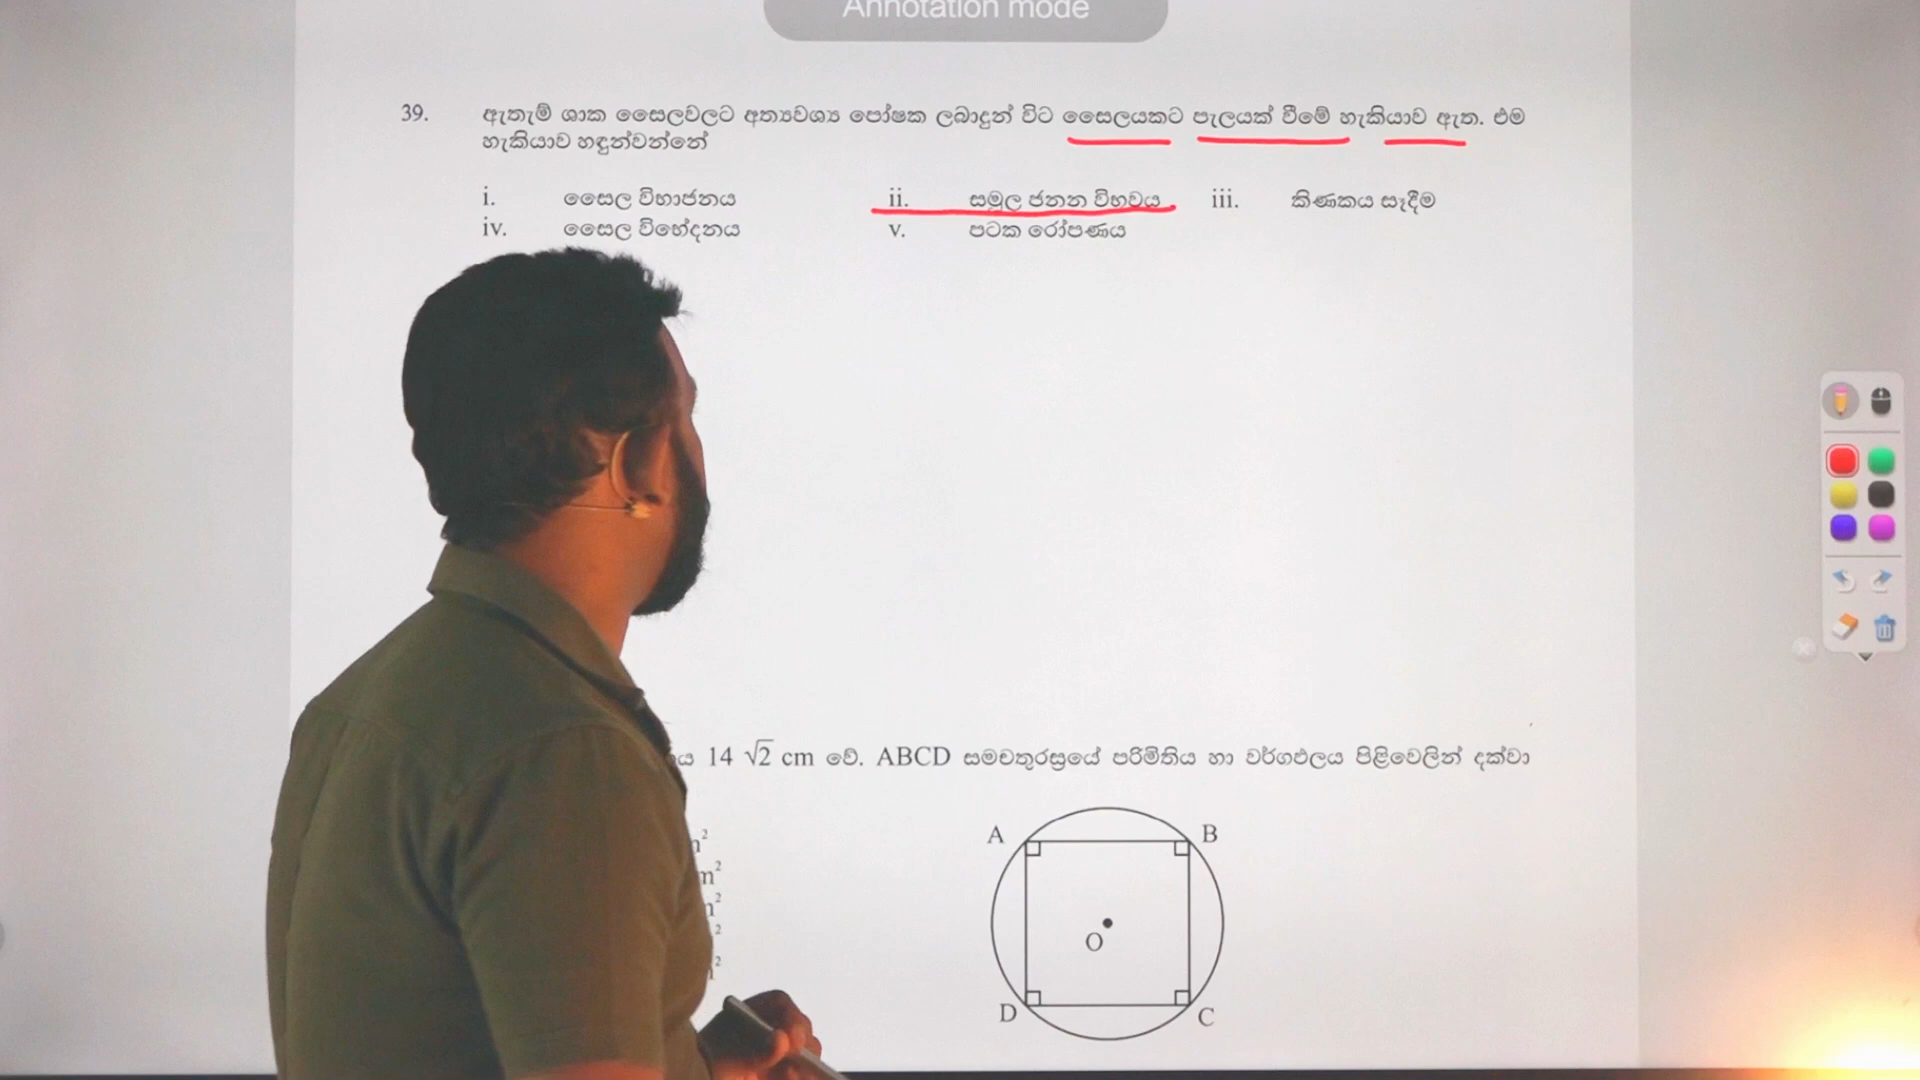 Annotation mode
39. ඇතැම් ශාක සෛලවලට අත්‍යවශ්‍ය පෝෂක ලබාදුන් විට සෛලයකට පැලයක් වීමේ හැකියාව ඇත. එම
හැකියාව හඳුන්වන්නේ
i. සෛල විභාජනය ii. සමුල ජනන විභවය iii. කිණකය සෑදීම
iv. සෛල විභේදනය v. පටක රෝපණය
14 √2 cm වේ. ABCD සමචතුරස්‍රයේ පරිමිතිය හා වර්ගඵලය පිළිවෙලින් දක්වා
A B
m²
O
D C